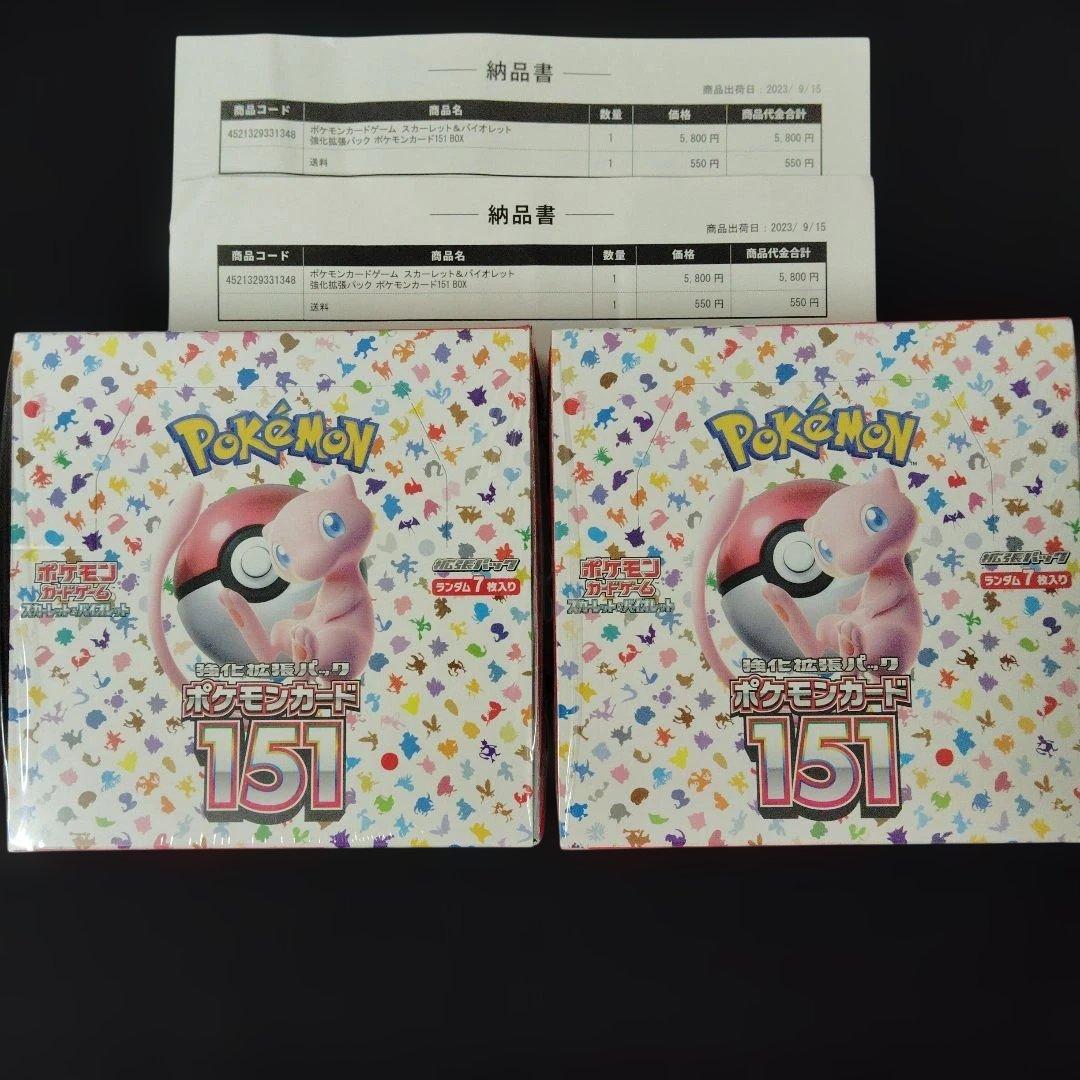 納品書
商品出荷日：2023/ 9/15
商品コード 商品名 数量 価格 商品代金合計
4521329331348 ポケモンカードゲーム スカーレット&バイオレット 1 5,800 円 5,800 円
強化拡張パック ポケモンカード151 BOX
送料 1 550 円 550 円
納品書
商品出荷日：2023/ 9/15
商品コード 商品名 数量 価格 商品代金合計
4521329331348 ポケモンカードゲーム スカーレット&バイオレット 1 5,800 円 5,800 円
強化拡張パック ポケモンカード151 BOX
送料 1 550 円 550 円
POKéMON
TM
ポケモン
カードゲーム
スカーレット&バイオレット
拡張パック
ランダム7枚入り
強化拡張パック
ポケモンカード
151
POKéMON
TM
ポケモン
カードゲーム
スカーレット&バイオレット
拡張パック
ランダム7枚入り
強化拡張パック
ポケモンカード
151